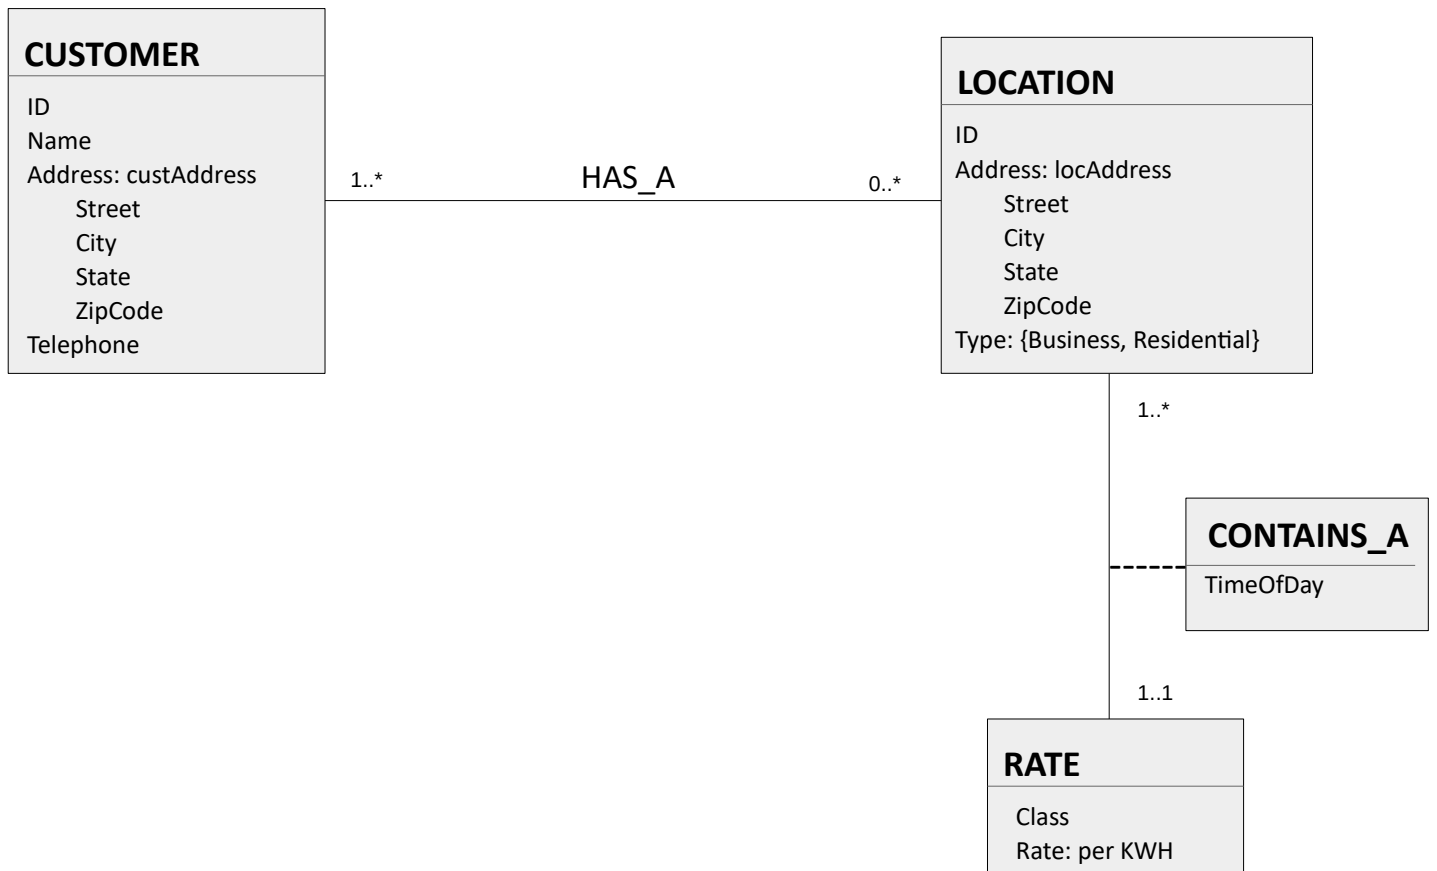 CUSTOMER
ID
Name
Address: custAddress
Street
City
State
ZipCode
Telephone
1..*
HAS_A
0..*
LOCATION
ID
Address: locAddress
Street
City
State
ZipCode
Type: {Business, Residential}
1..*
CONTAINS_A
TimeOfDay
1..1
RATE
Class
Rate: per KWH